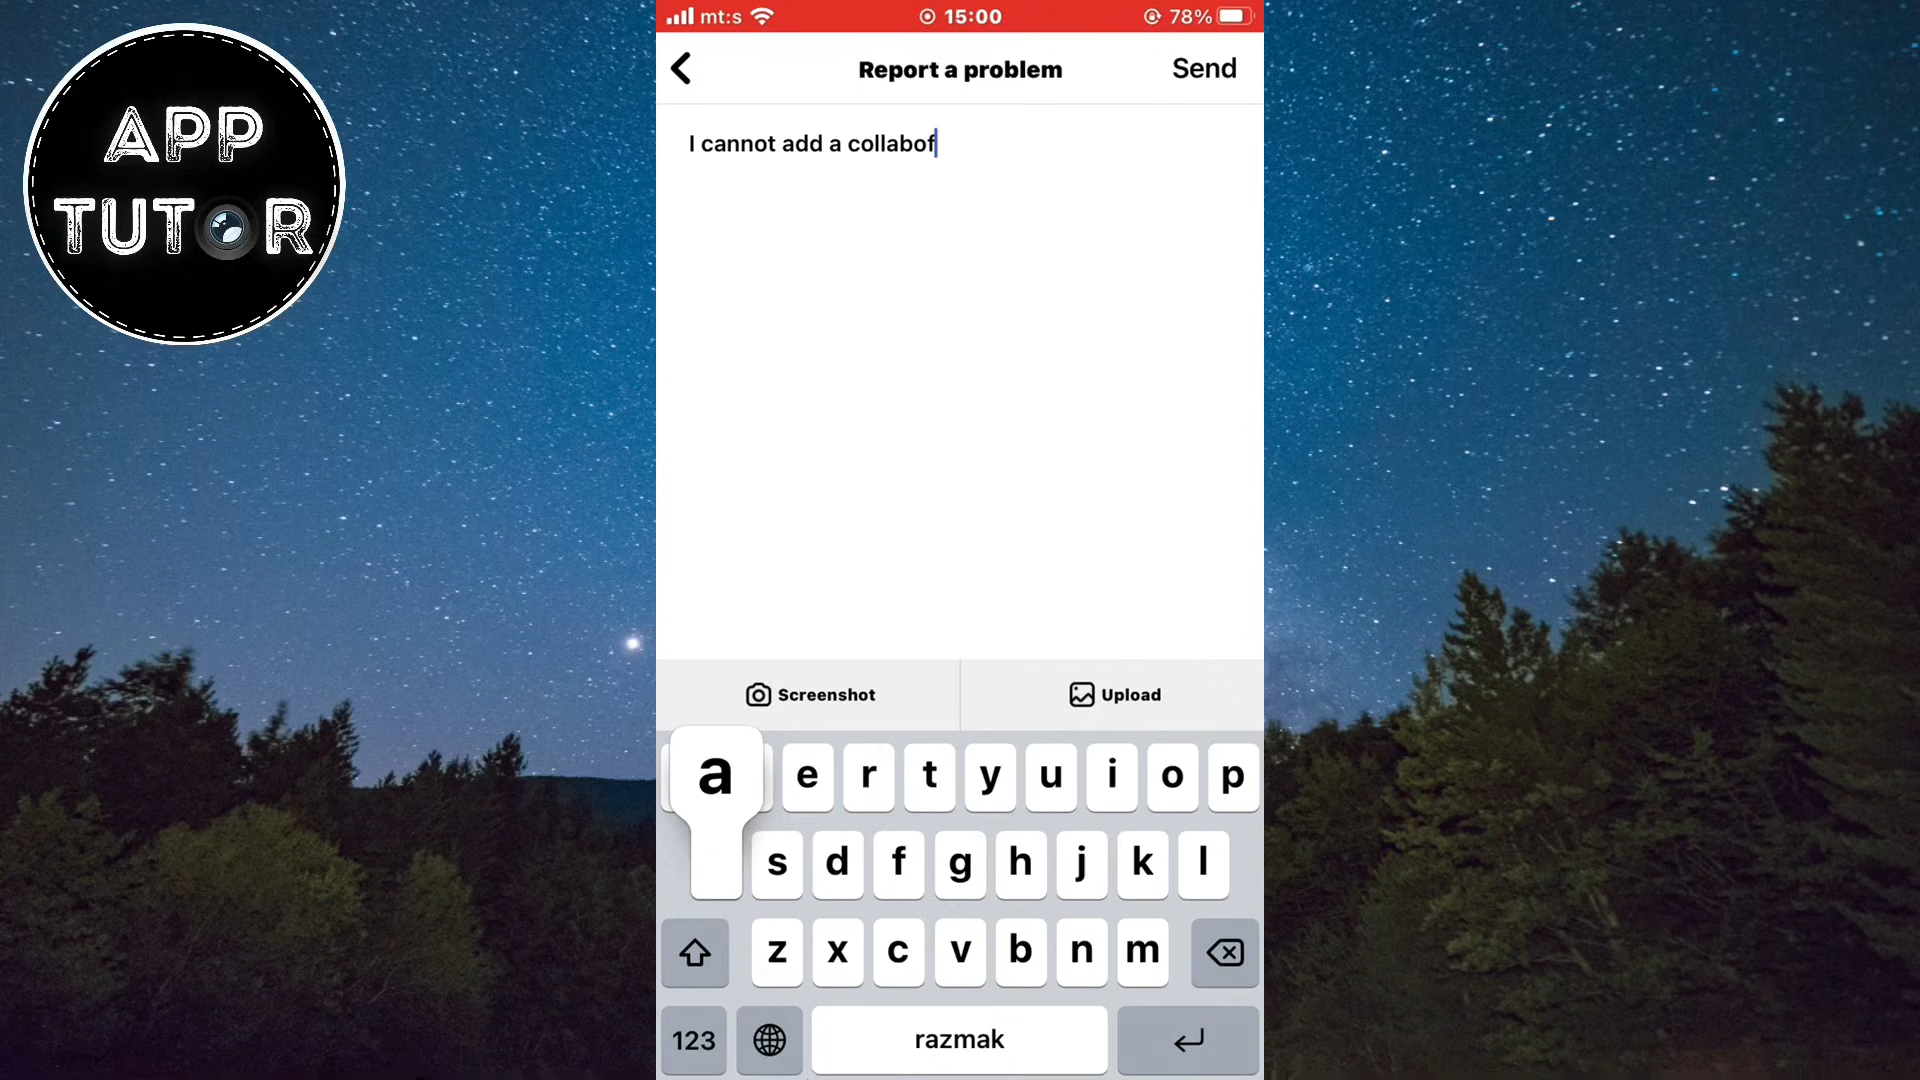 APP
TUTOR
mt:s 15:00 78%
Report a problem Send
I cannot add a collabof
Screenshot Upload
a e r t y u i o p
s d f g h j k l
z x c v b n m
123 razmak